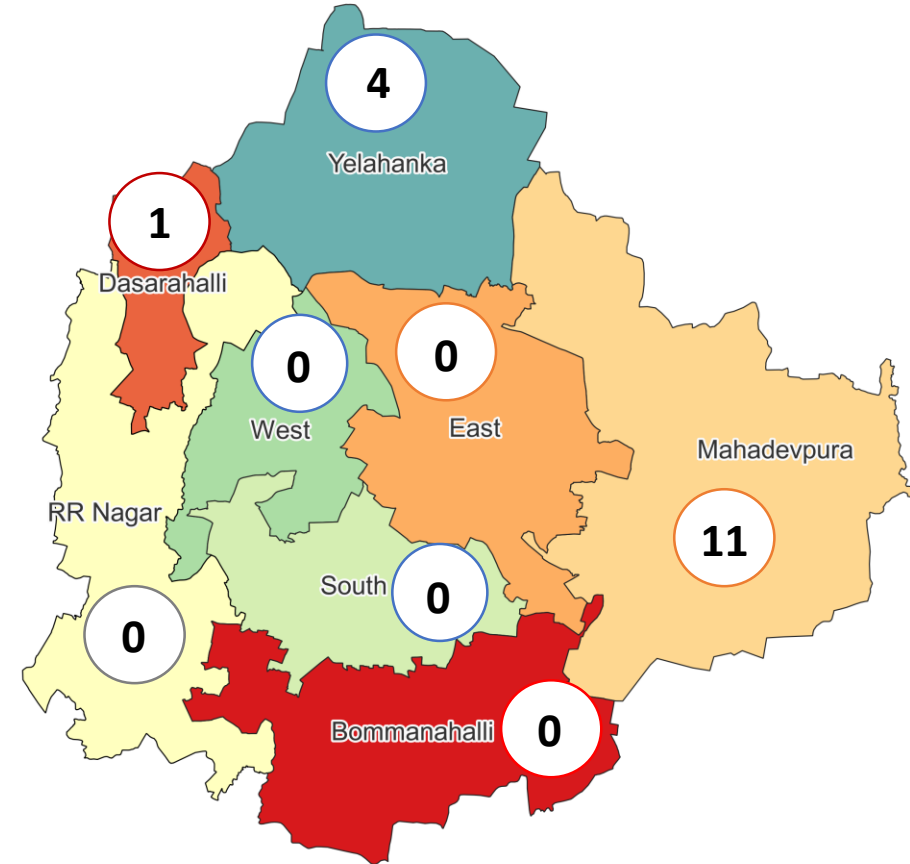 4
Yelahanka
1
Dasarahalli
0
West
0
East
Mahadevpura
11
RR Nagar
0
South
0
Bommanahalli
0